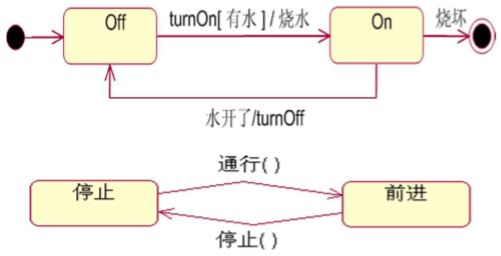 Off
turnOn[ 有水 ] / 烧水
On
烧坏
水开了/turnOff
通行( )
停止
前进
停止( )